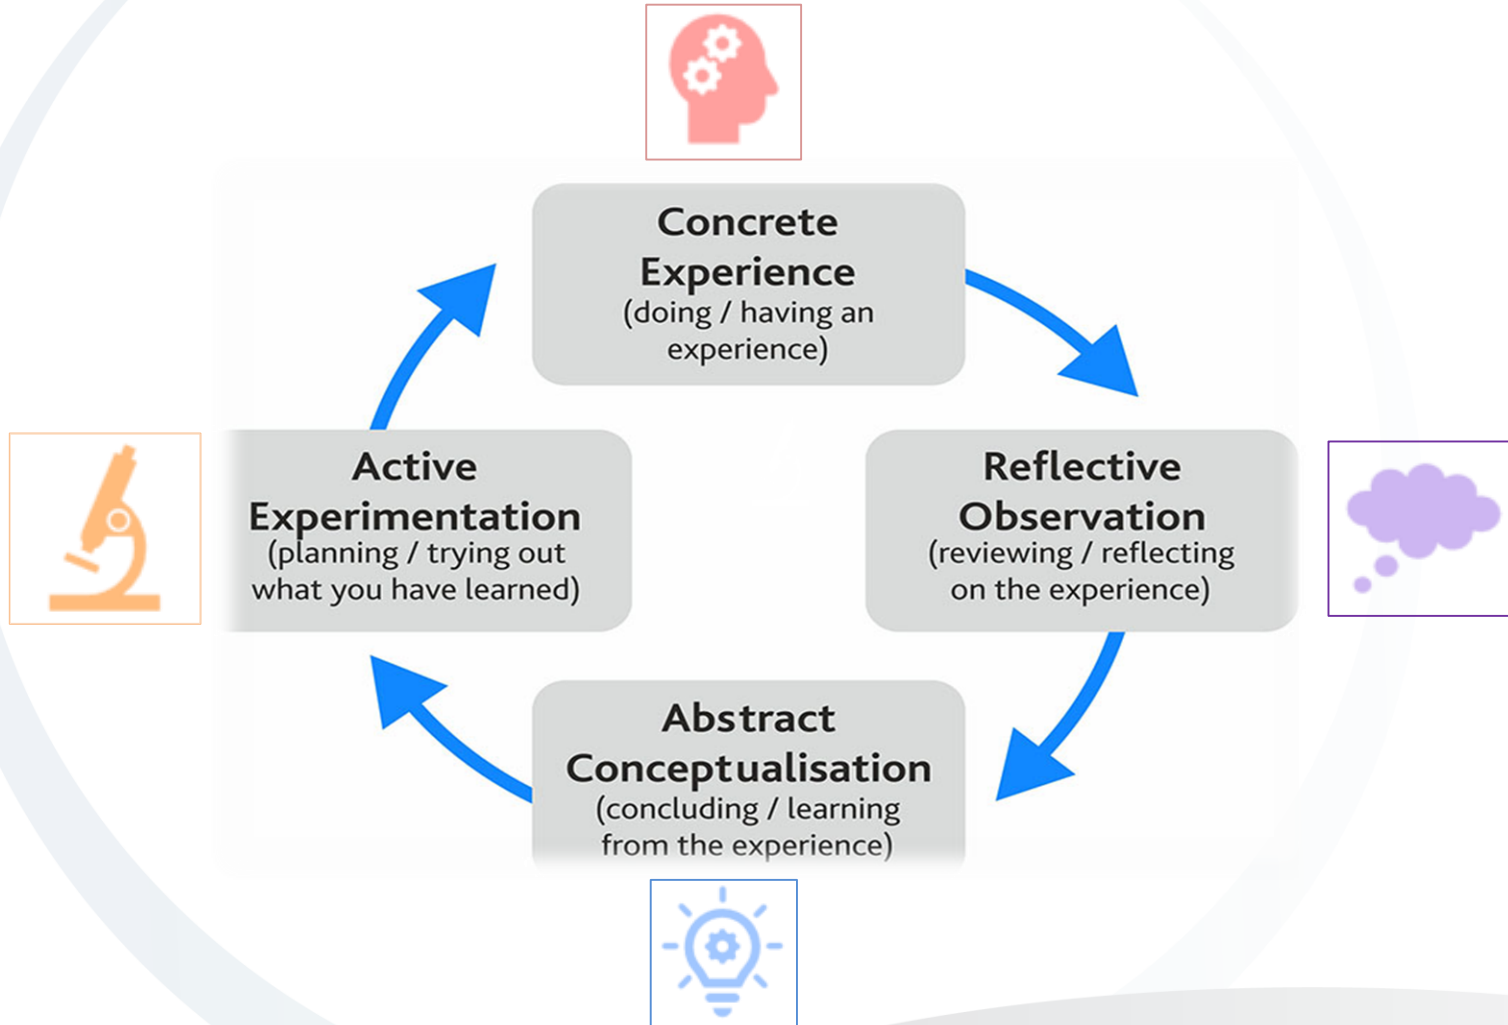 Concrete
Experience
(doing / having an
experience)
Reflective
Observation
(reviewing / reflecting
on the experience)
Abstract
Conceptualisation
(concluding / learning
from the experience)
Active
Experimentation
(planning / trying out
what you have learned)